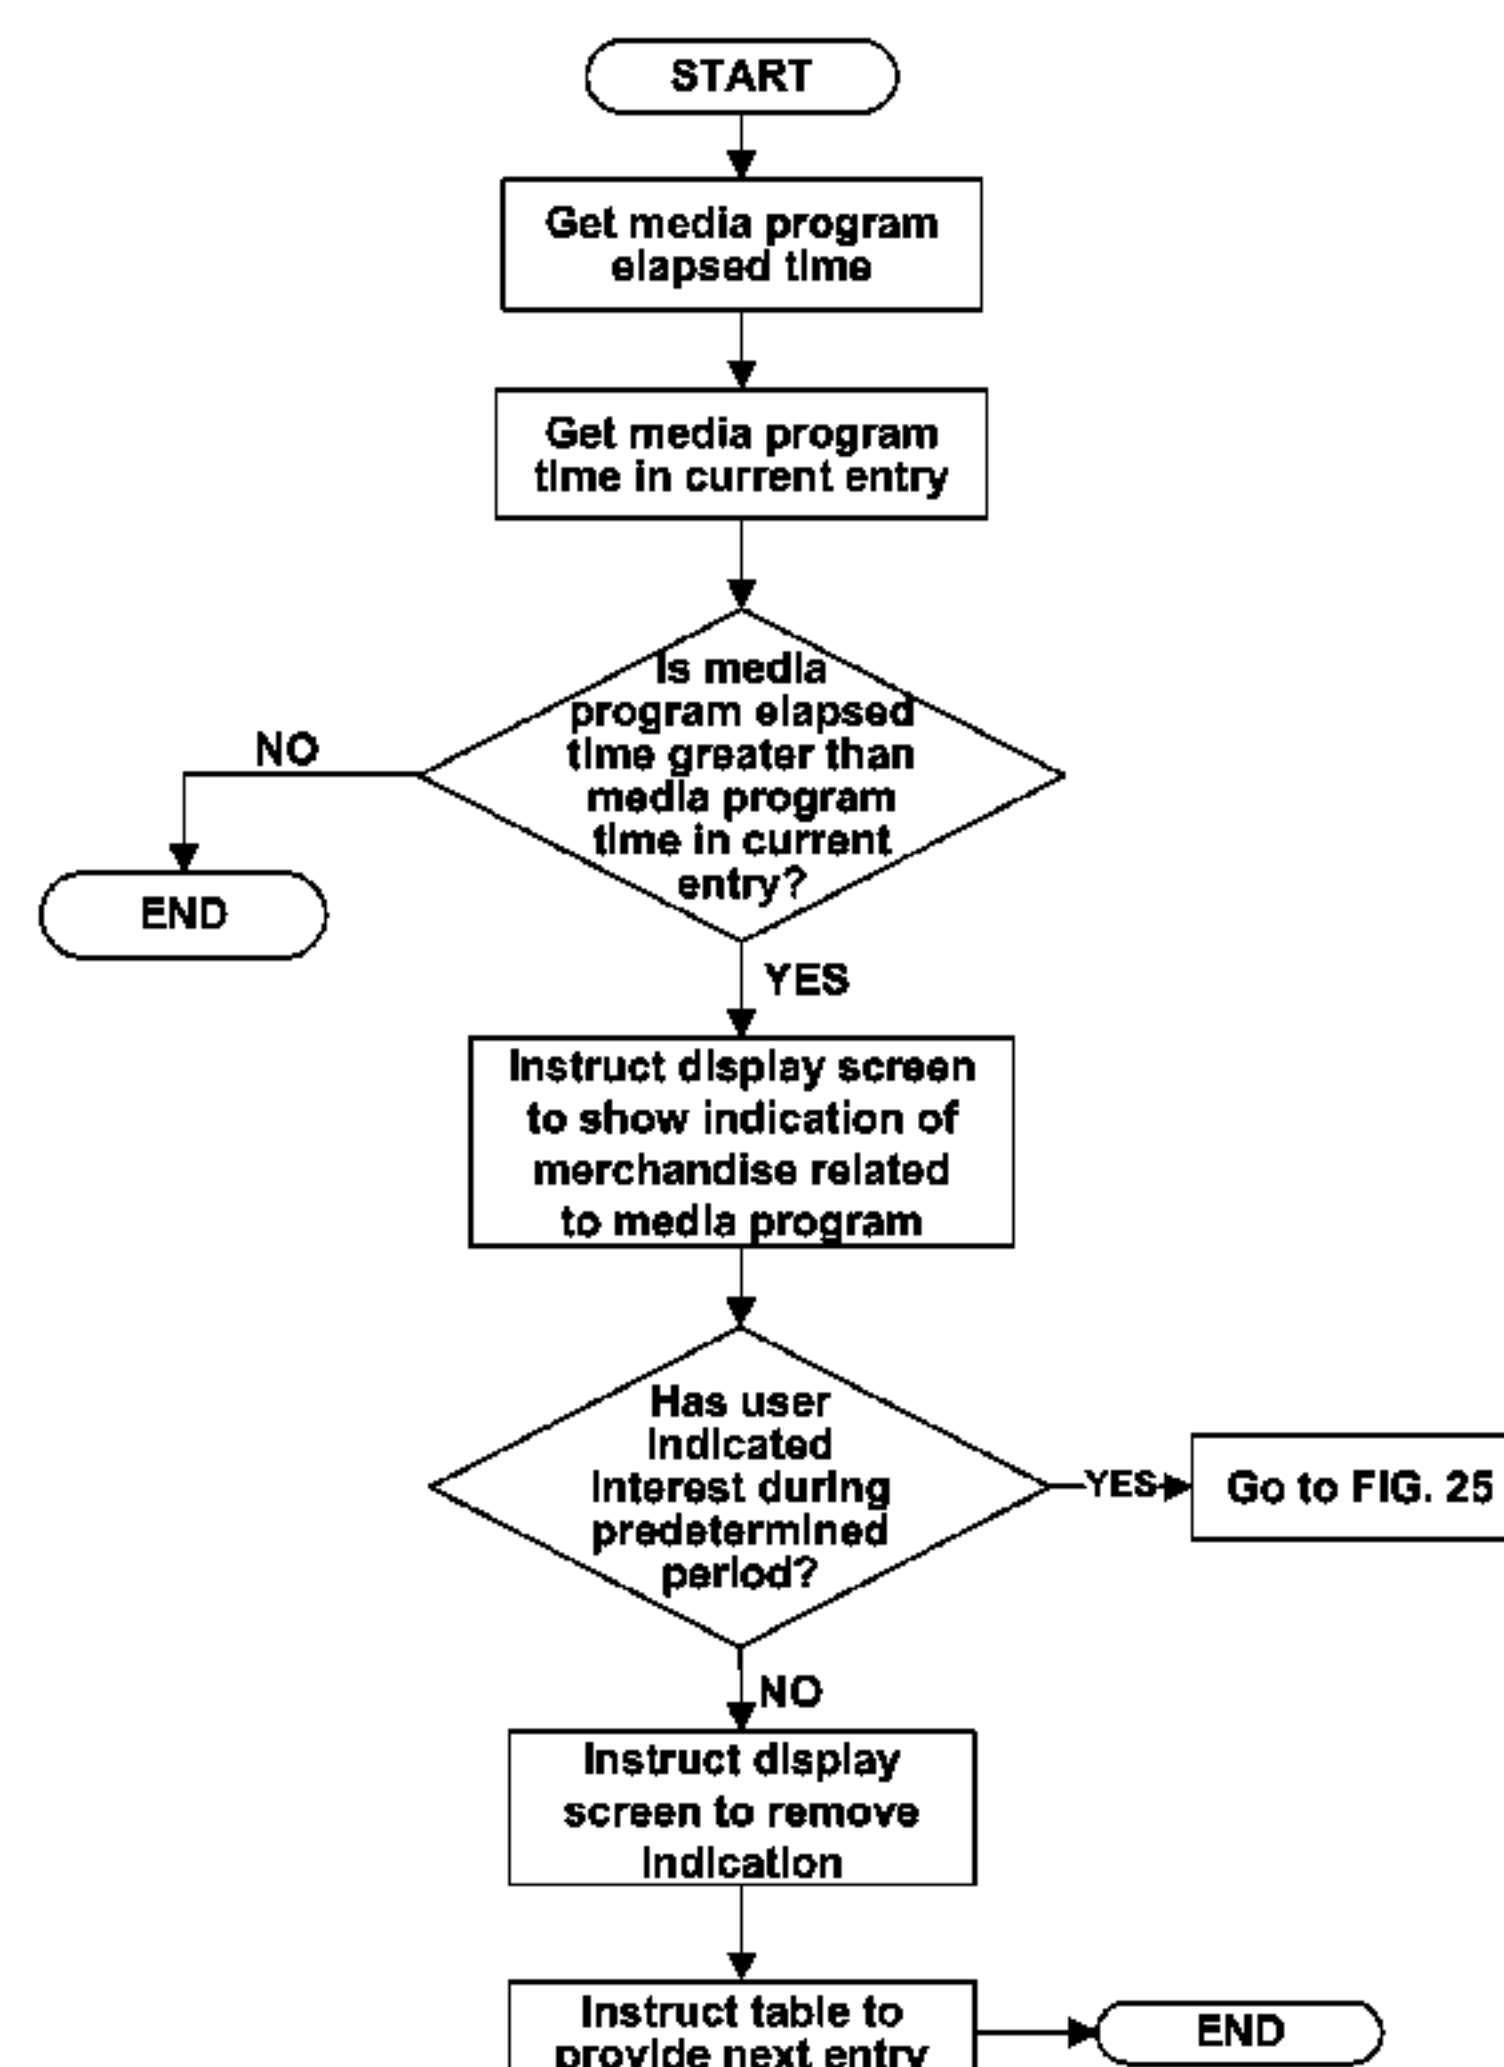 START
Get media program
elapsed time
Get media program
time in current entry
Is media
program elapsed
time greater than
media program
time in current
entry?
NO
END
YES
Instruct display screen
to show indication of
merchandise related
to media program
Has user
indicated
interest during
predetermined
period?
YES
Go to FIG. 25
NO
Instruct display
screen to remove
indication
Instruct table to
provide next entry
END